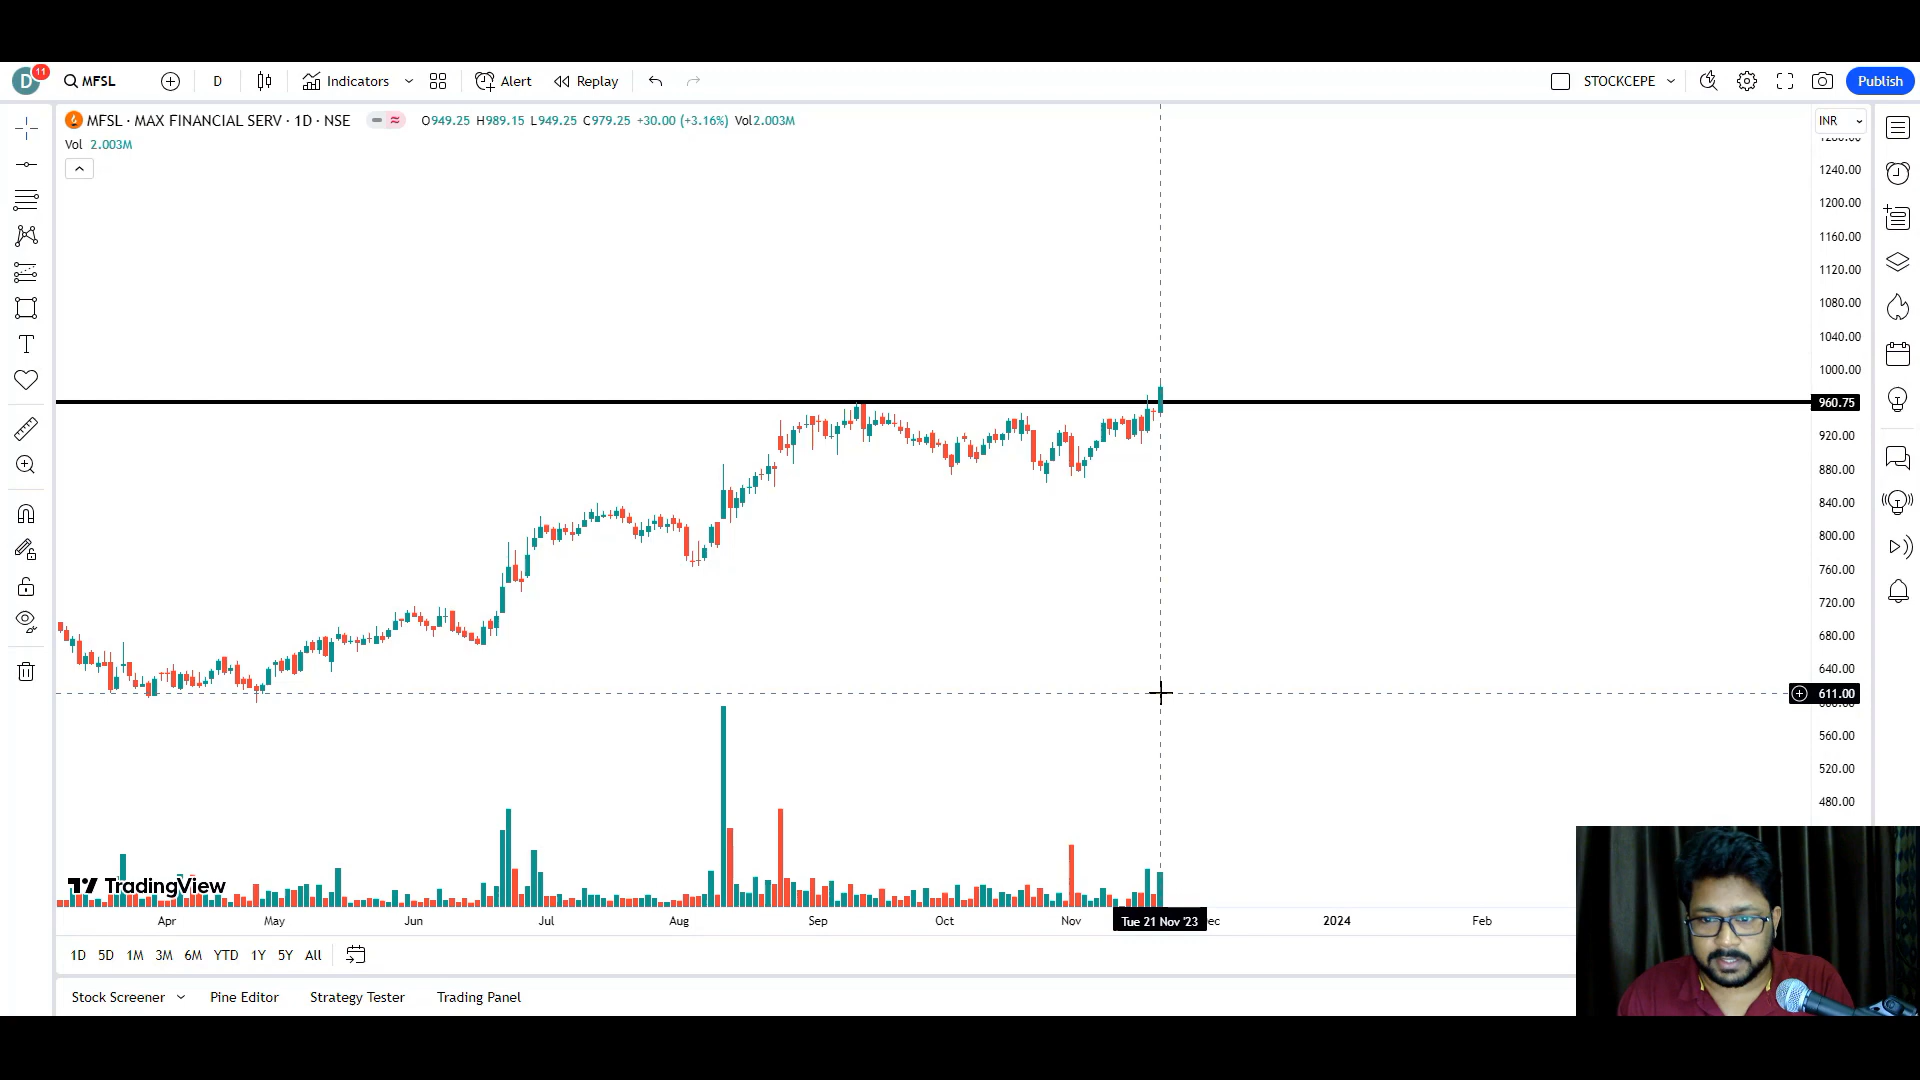 D 11 MFSL D Indicators Alert Replay STOCKCEPE Publish
MFSL · MAX FINANCIAL SERV · 1D · NSE O949.25 H989.15 L949.25 C979.25 +30.00 (+3.16%) Vol2.003M INR
Vol 2.003M
1240.00
1200.00
1160.00
1120.00
1080.00
1040.00
1000.00
960.75
920.00
880.00
840.00
800.00
760.00
720.00
680.00
640.00
611.00
560.00
520.00
480.00
TradingView
Apr May Jun Jul Aug Sep Oct Nov Tue 21 Nov '23 2024 Feb
1D 5D 1M 3M 6M YTD 1Y 5Y All
Stock Screener Pine Editor Strategy Tester Trading Panel